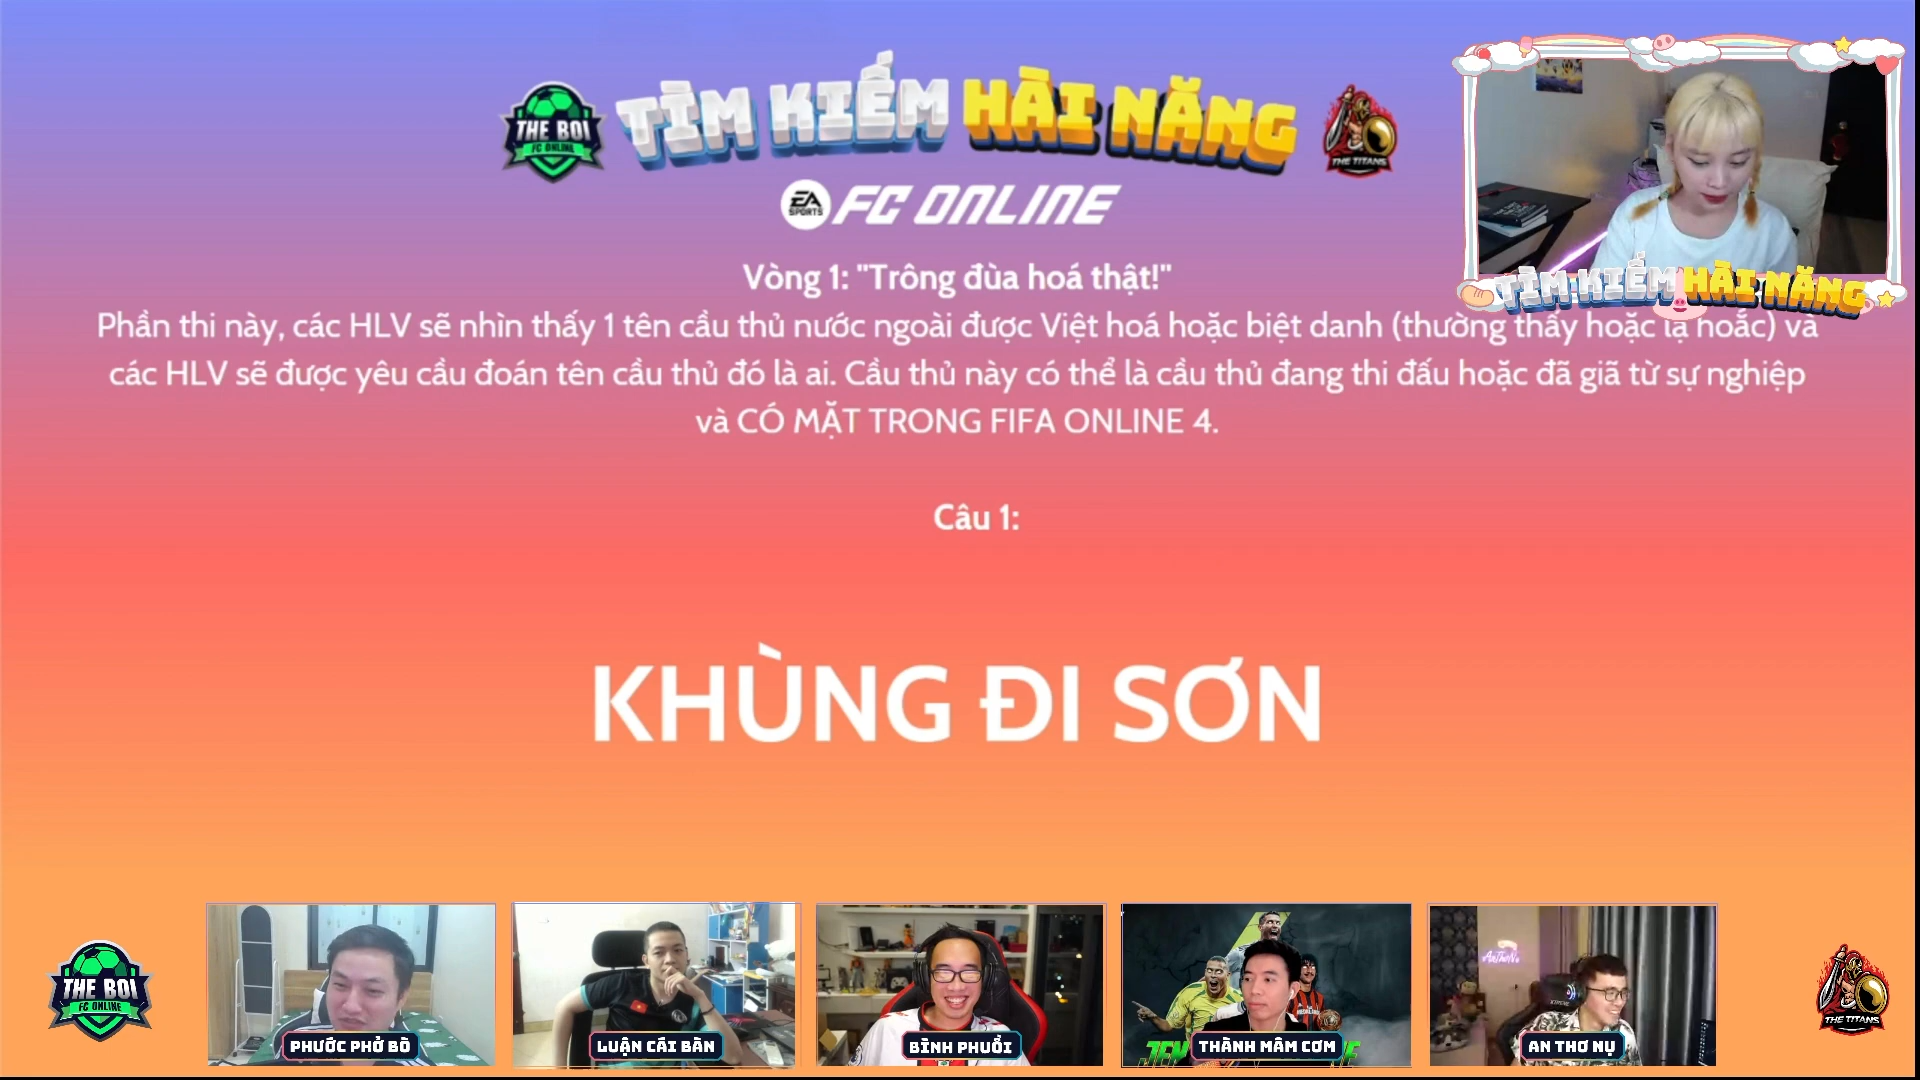 THE BOI
FC ONLINE
TÌM KIẾM HÀI NĂNG
THE TITANS
EA
SPORTS
FC ONLINE
TÌM KIẾM HÀI NĂNG
Vòng 1: "Trông đùa hoá thật!"
Phần thi này, các HLV sẽ nhìn thấy 1 tên cầu thủ nước ngoài được Việt hoá hoặc biệt danh (thường thấy hoặc lạ hoắc) và
các HLV sẽ được yêu cầu đoán tên cầu thủ đó là ai. Cầu thủ này có thể là cầu thủ đang thi đấu hoặc đã giã từ sự nghiệp
và CÓ MẶT TRONG FIFA ONLINE 4.
Câu 1:
KHÙNG ĐI SƠN
THE BOI
FC ONLINE
PHƯỚC PHỞ BÒ
LUẬN CÁI BÀN
BÌNH PHUỔI
THÀNH MÂM CƠM
AN THƠ NỤ
THE TITANS